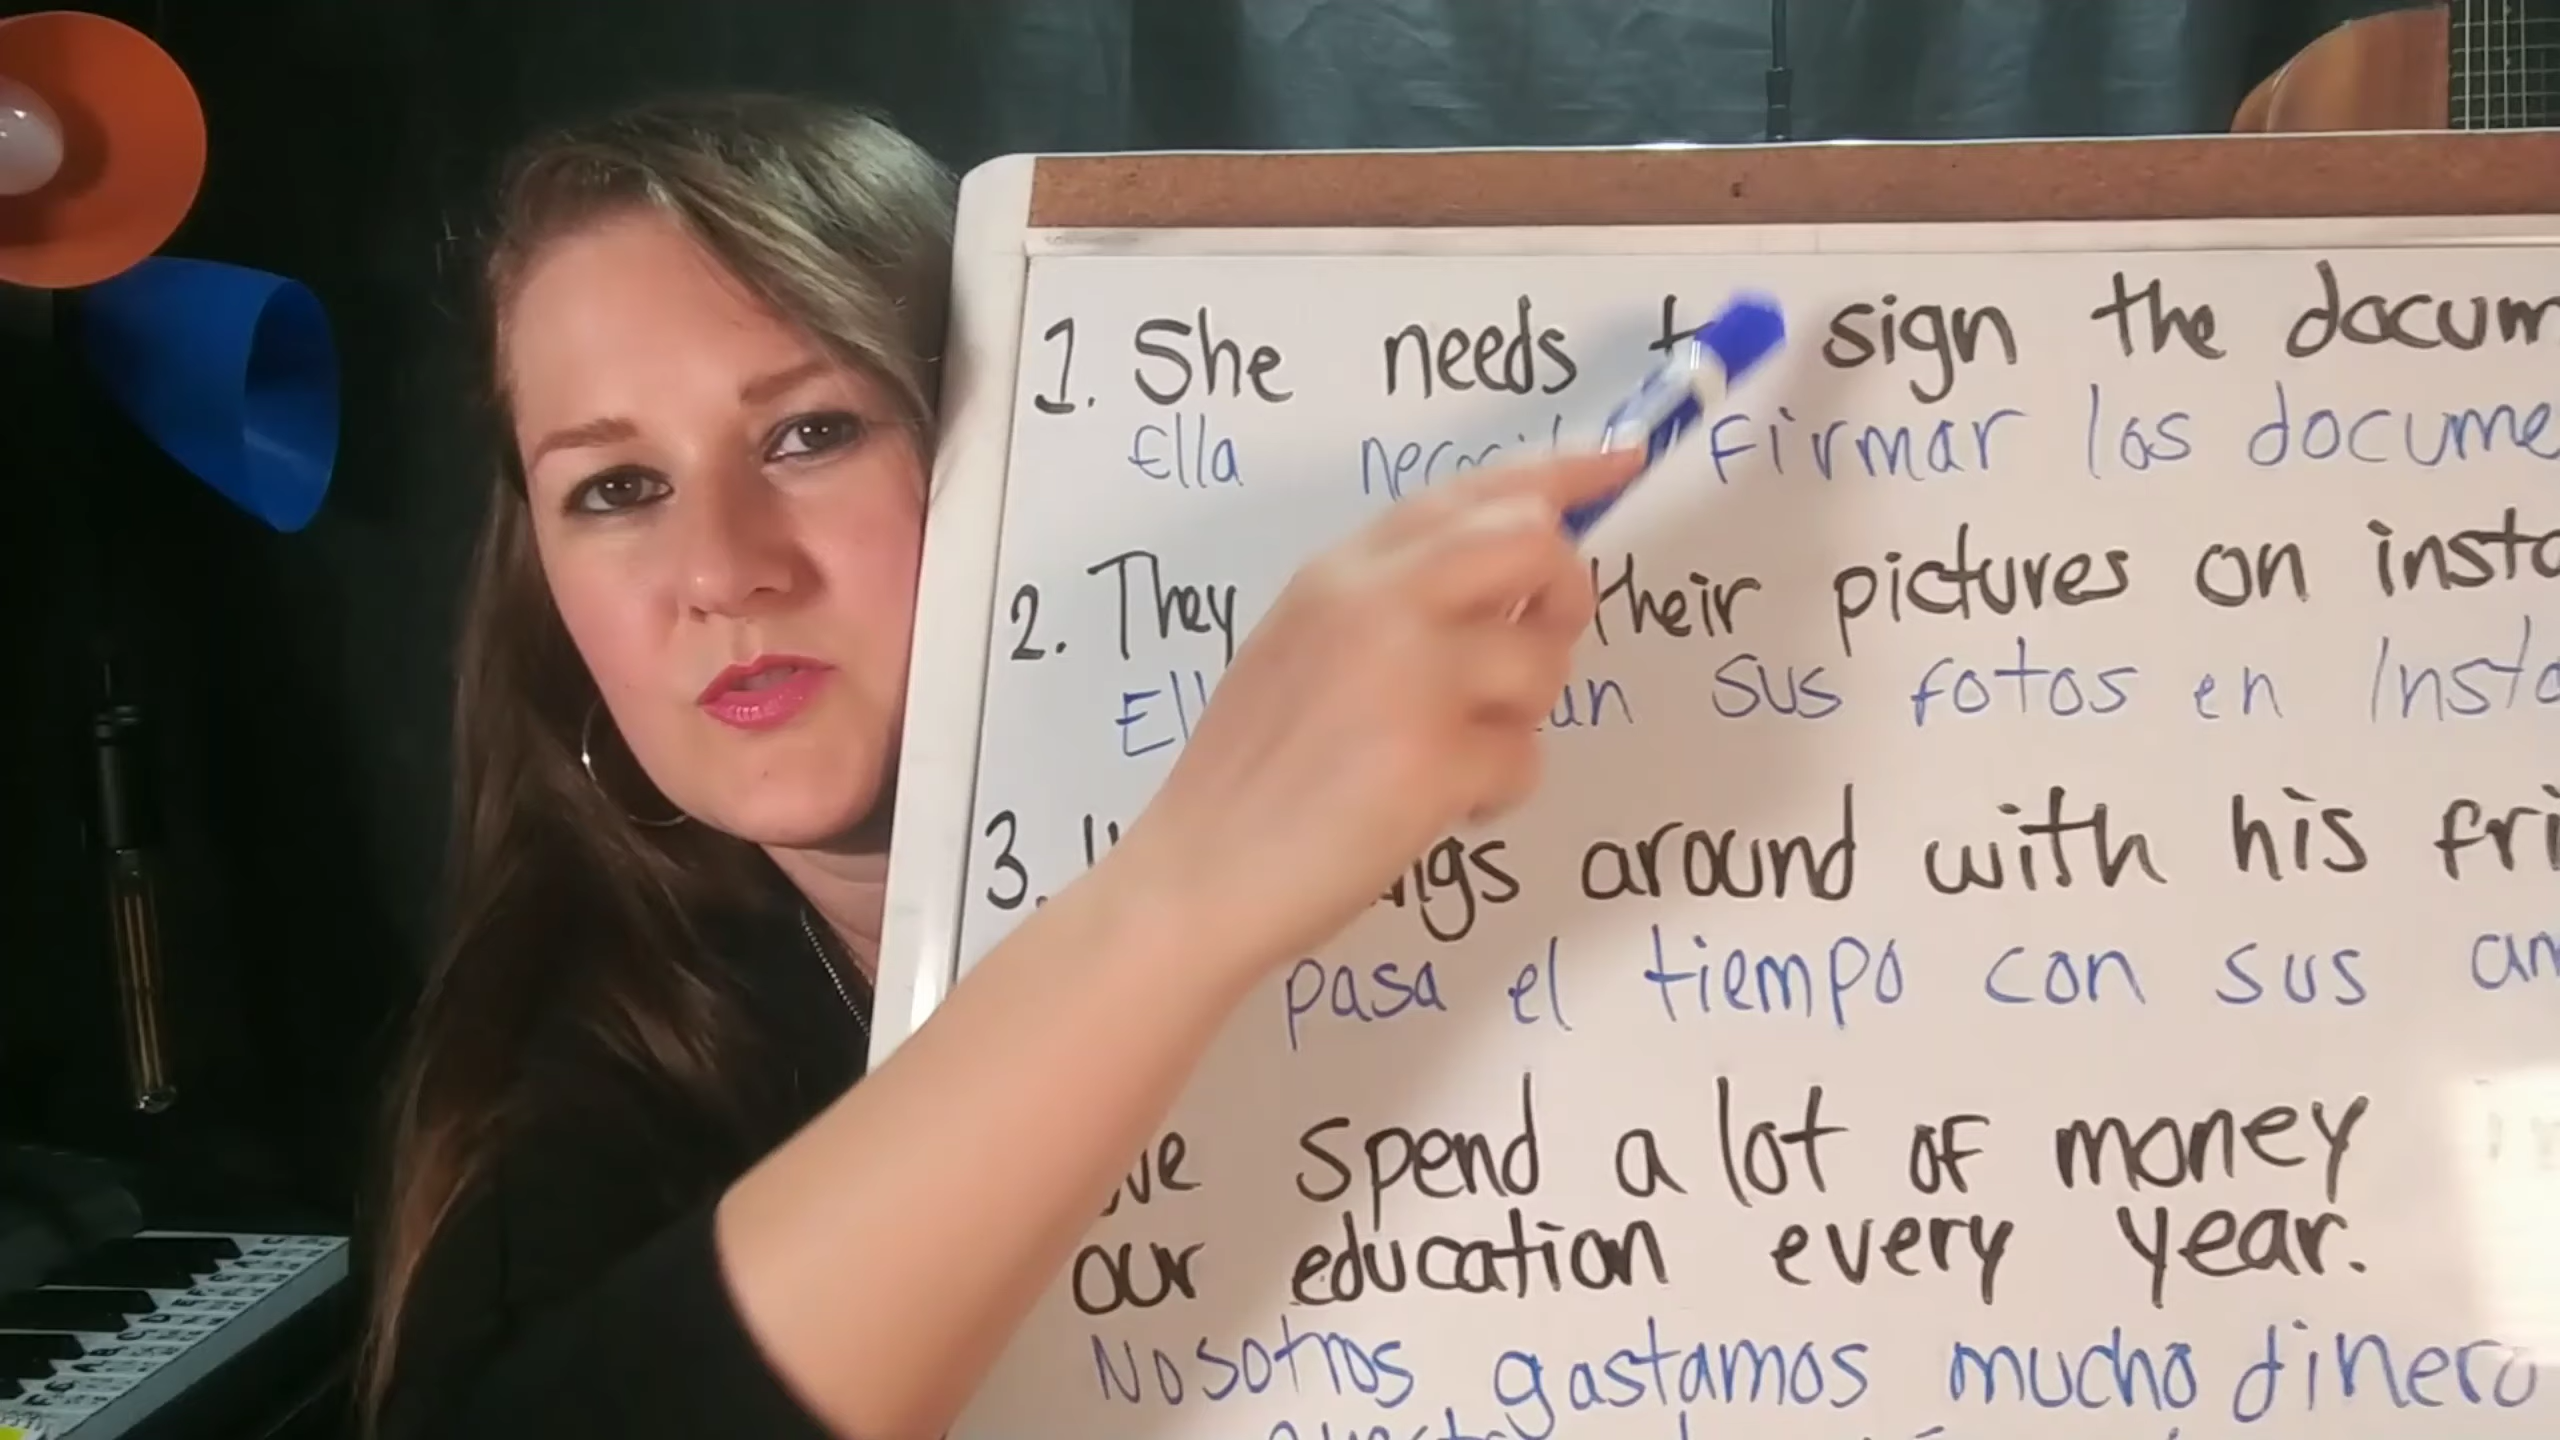 1. She needs sign the docum
Ella firmar los docume
2. They their pictures on insta
sus fotos en Insta
3. around with his fri
pasa el tiempo con sus am
we spend a lot of money
our education every year.
Nosotros gastamos mucho dinero